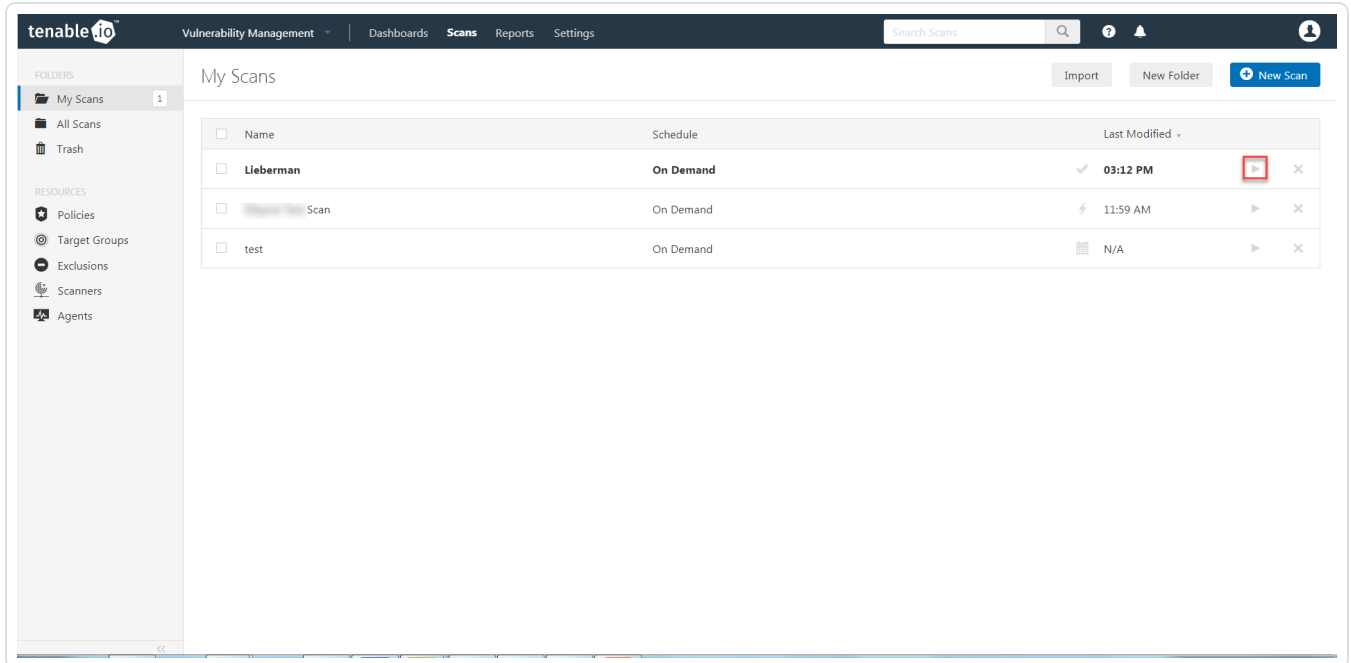 tenable.io™ Vulnerability Management Dashboards Scans Reports Settings Search Scans
FOLDERS
My Scans 1
All Scans
Trash
RESOURCES
Policies
Target Groups
Exclusions
Scanners
Agents
My Scans Import New Folder New Scan
Name Schedule Last Modified
Lieberman On Demand 03:12 PM
Scan On Demand 11:59 AM
test On Demand N/A